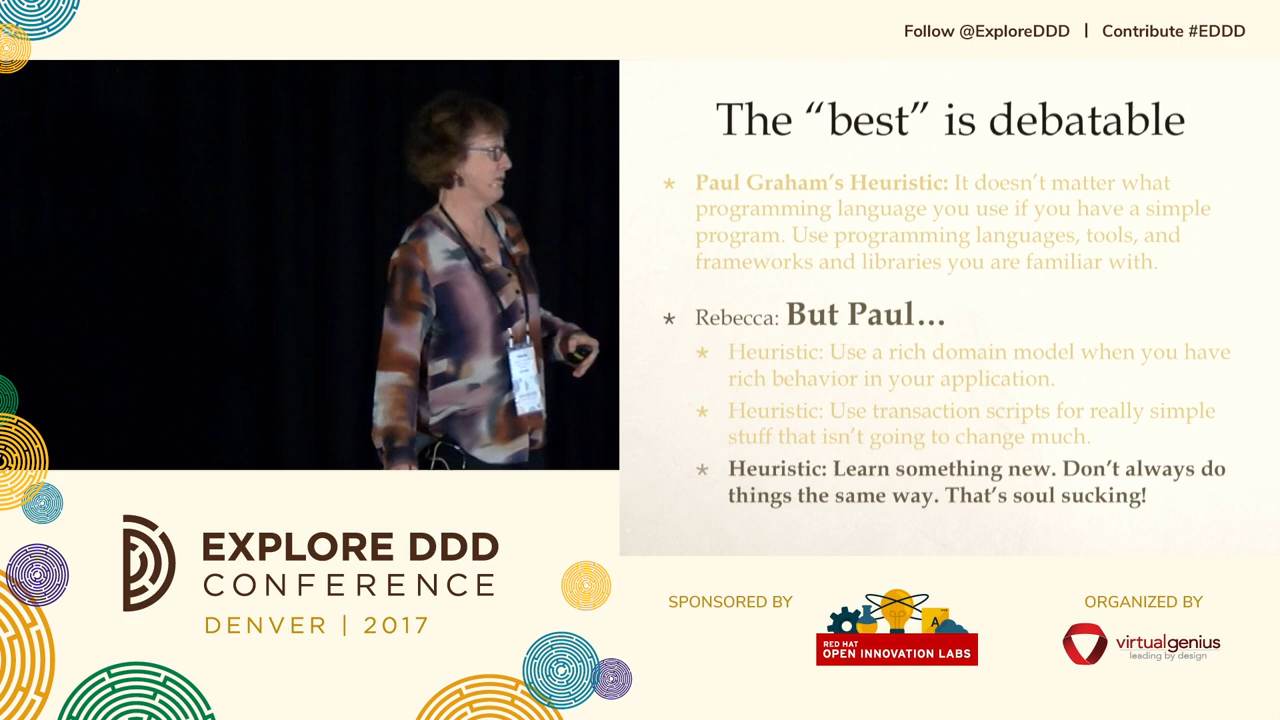 Follow @ExploreDDD | Contribute #EDDD
The “best” is debatable
* Paul Graham’s Heuristic: It doesn’t matter what
programming language you use if you have a simple
program. Use programming languages, tools, and
frameworks and libraries you are familiar with.
* Rebecca: But Paul…
* Heuristic: Use a rich domain model when you have
rich behavior in your application.
* Heuristic: Use transaction scripts for really simple
stuff that isn’t going to change much.
* Heuristic: Learn something new. Don’t always do
things the same way. That’s soul sucking!
EXPLORE DDD
CONFERENCE
DENVER | 2017
SPONSORED BY
A
RED HAT
OPEN INNOVATION LABS
ORGANIZED BY
virtualgenius
leading by design